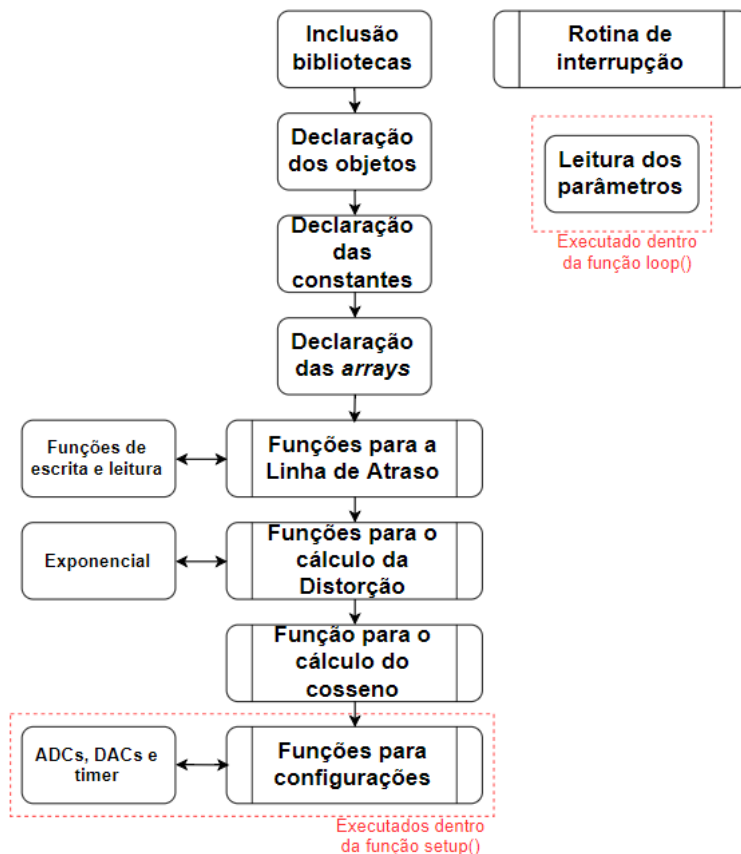 Inclusão
bibliotecas
Rotina de
interrupção
Declaração
dos objetos
Leitura dos
parâmetros
Executado dentro
da função loop()
Declaração
das
constantes
Declaração
das arrays
Funções de
escrita e leitura
Funções para a
Linha de Atraso
Exponencial
Funções para o
cálculo da
Distorção
Função para o
cálculo do
cosseno
ADCs, DACs e
timer
Funções para
configurações
Executados dentro
da função setup()